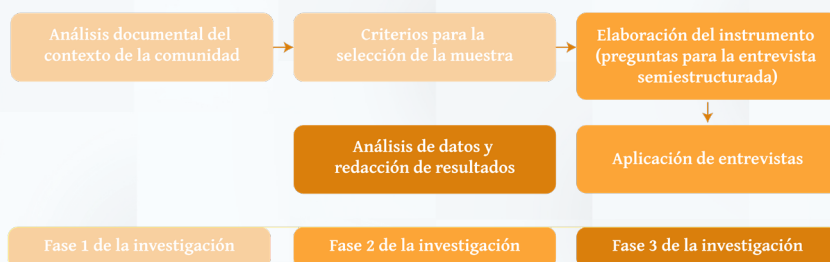 Análisis documental del
contexto de la comunidad
Criterios para la
selección de la muestra
Elaboración del instrumento
(preguntas para la entrevista
semiestructurada)
Análisis de datos y
redacción de resultados
Aplicación de entrevistas
Fase 1 de la investigación
Fase 2 de la investigación
Fase 3 de la investigación